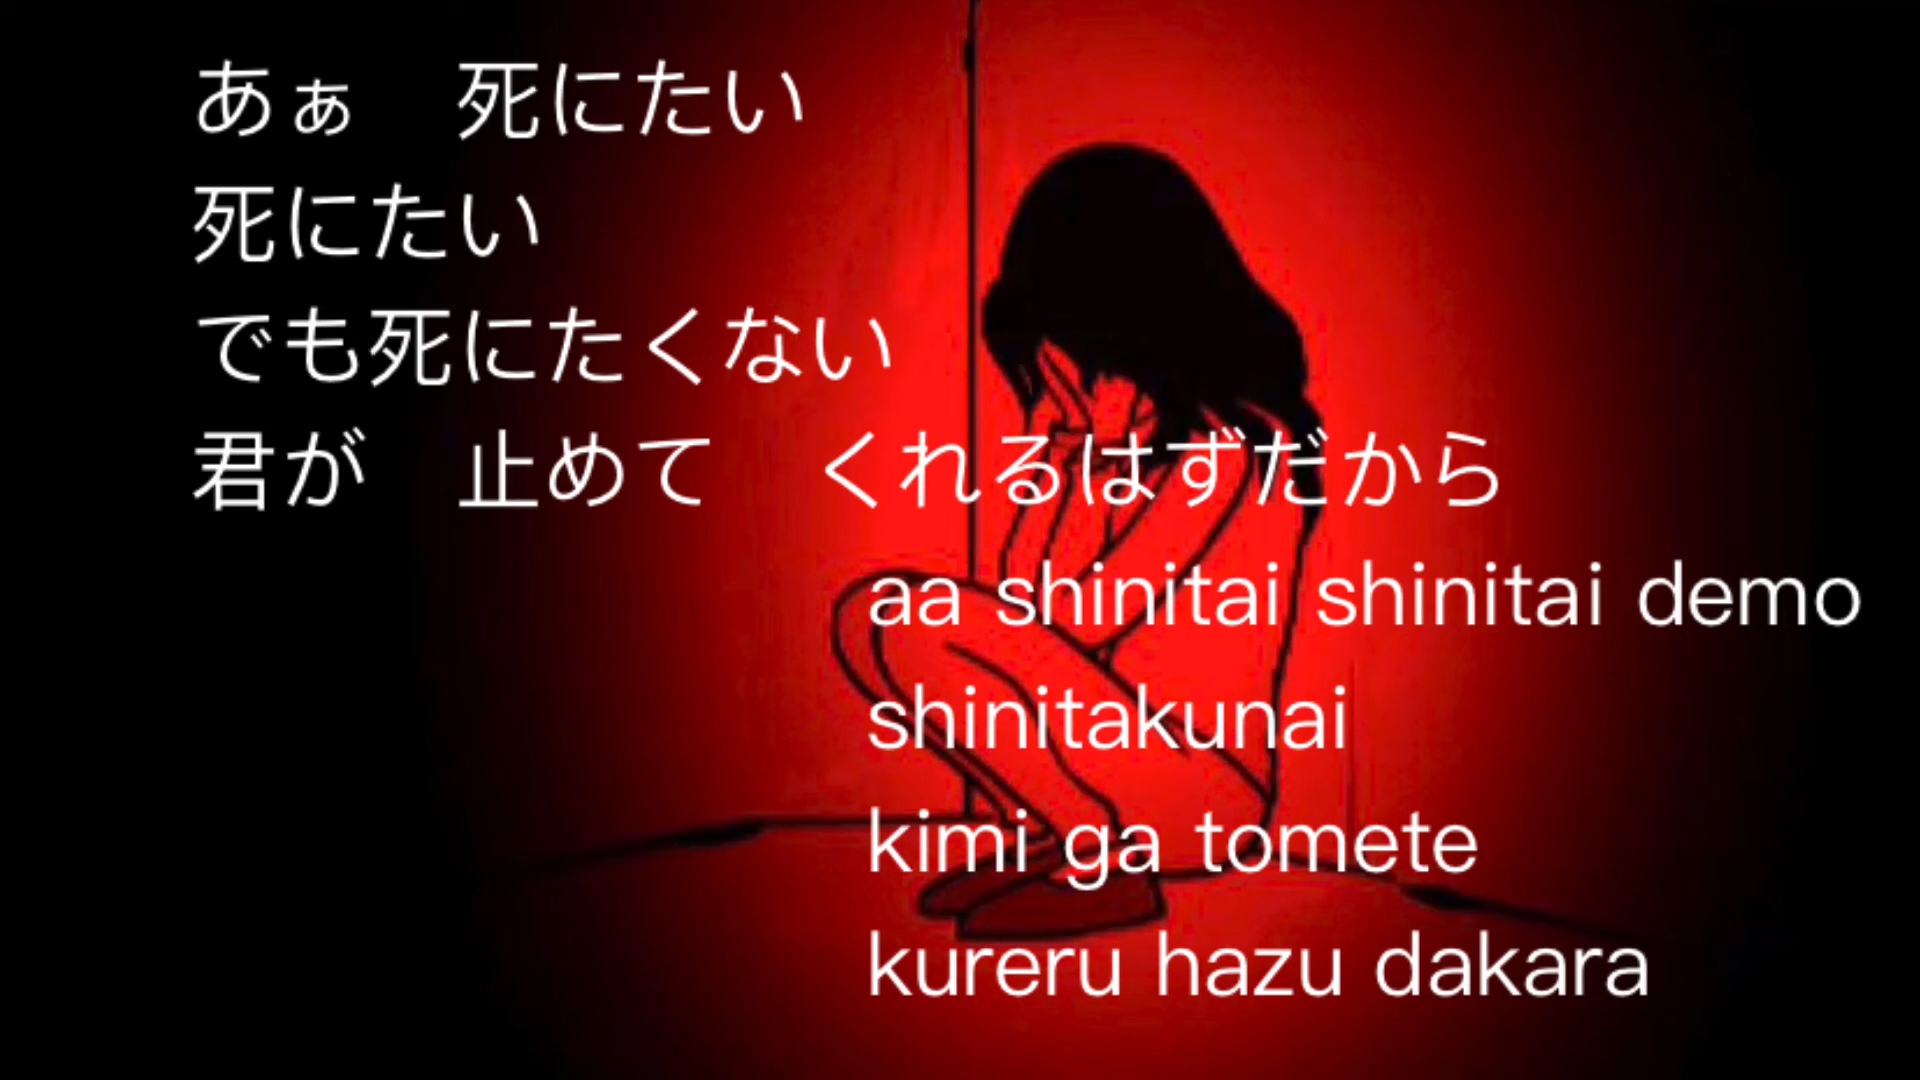 あぁ　死にたい
死にたい
でも死にたくない
君が　止めて　くれるはずだから
aa shinitai shinitai demo
shinitakunai
kimi ga tomete
kureru hazu dakara